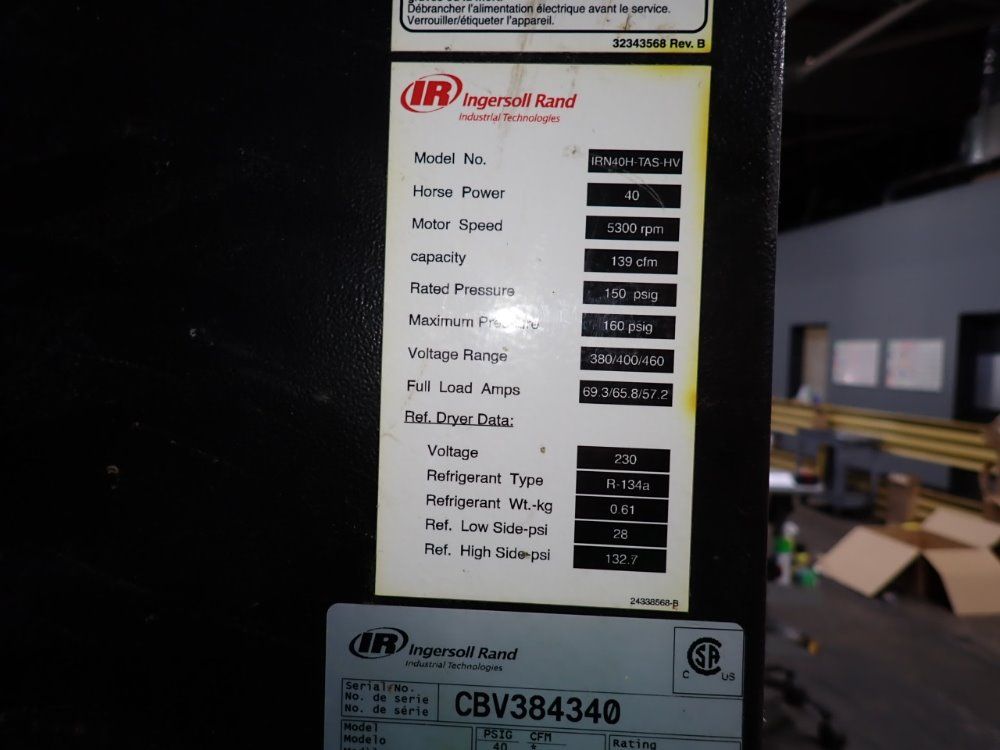 Débrancher l'alimentation électrique avant le service.
Verrouiller/étiqueter l'appareil.
32343568 Rev. B
IR Ingersoll Rand
Industrial Technologies
Model No. IRN40H-TAS-HV
Horse Power 40
Motor Speed 5300 rpm
capacity 139 cfm
Rated Pressure 150 psig
Maximum Pressure 160 psig
Voltage Range 380/400/460
Full Load Amps 69.3/65.8/57.2
Ref. Dryer Data:
Voltage 230
Refrigerant Type R-134a
Refrigerant Wt.-kg 0.61
Ref. Low Side-psi 28
Ref. High Side-psi 132.7
24338568-B
IR Ingersoll Rand
Industrial Technologies
C SA US
Serial No.
No. de serie
No. de série
CBV384340
Model
Modelo
PSIG CFM
40 *
Rating